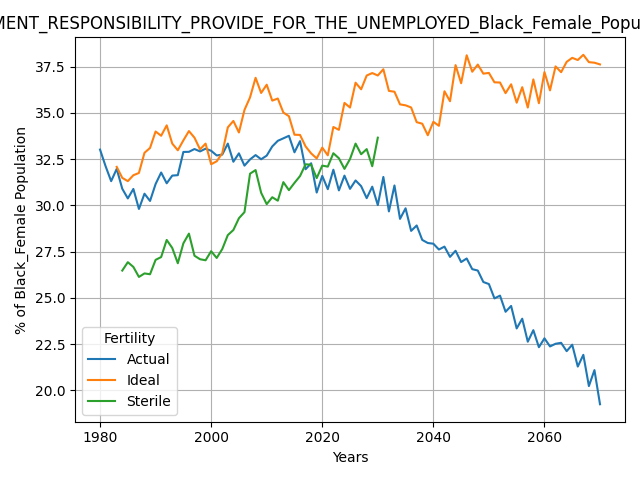 MENT_RESPONSIBILITY_PROVIDE_FOR_THE_UNEMPLOYED_Black_Female_Popu
37.5
35.0
32.5
30.0
27.5
25.0
22.5
20.0
% of Black_Female Population
Fertility
Actual
Ideal
Sterile
1980
2000
2020
2040
2060
Years